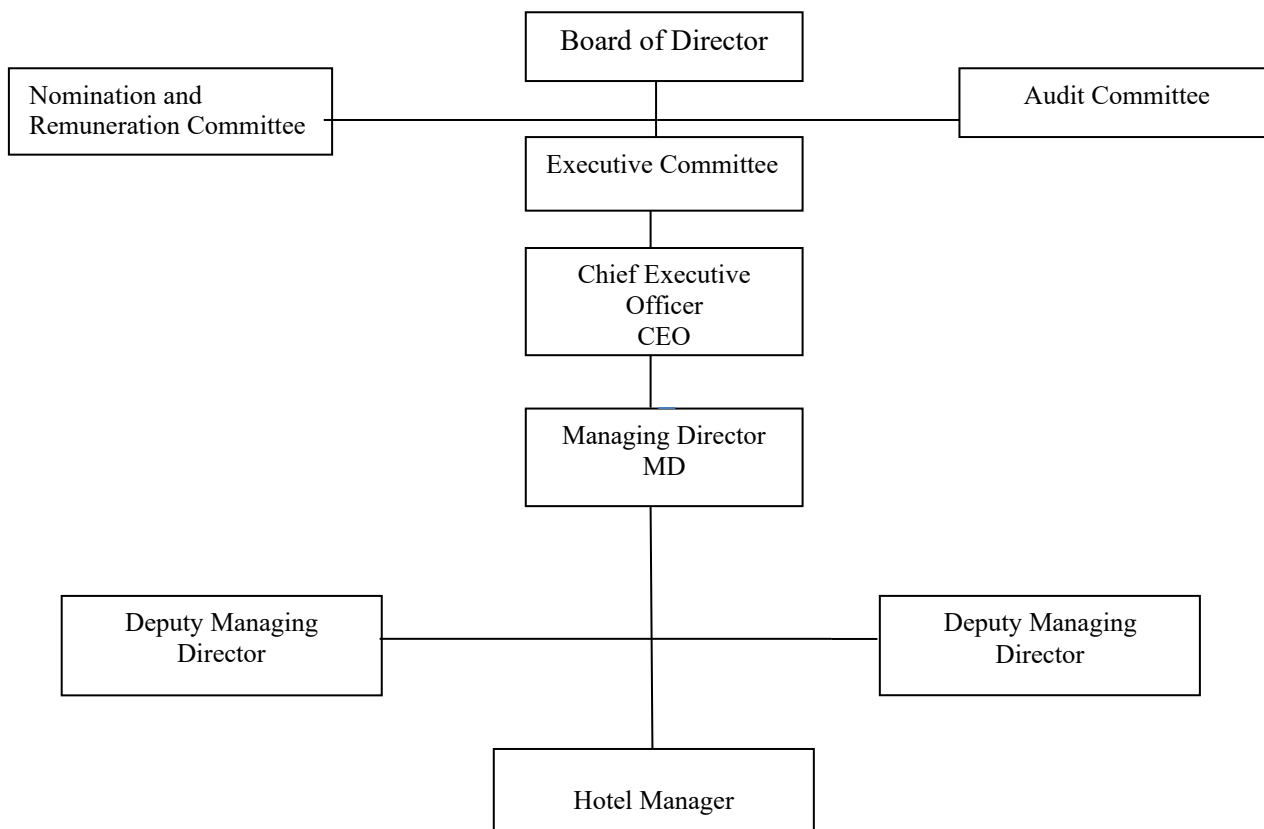 Board of Director
Nomination and
Remuneration Committee
Audit Committee
Executive Committee
Chief Executive
Officer
CEO
Managing Director
MD
Deputy Managing
Director
Deputy Managing
Director
Hotel Manager